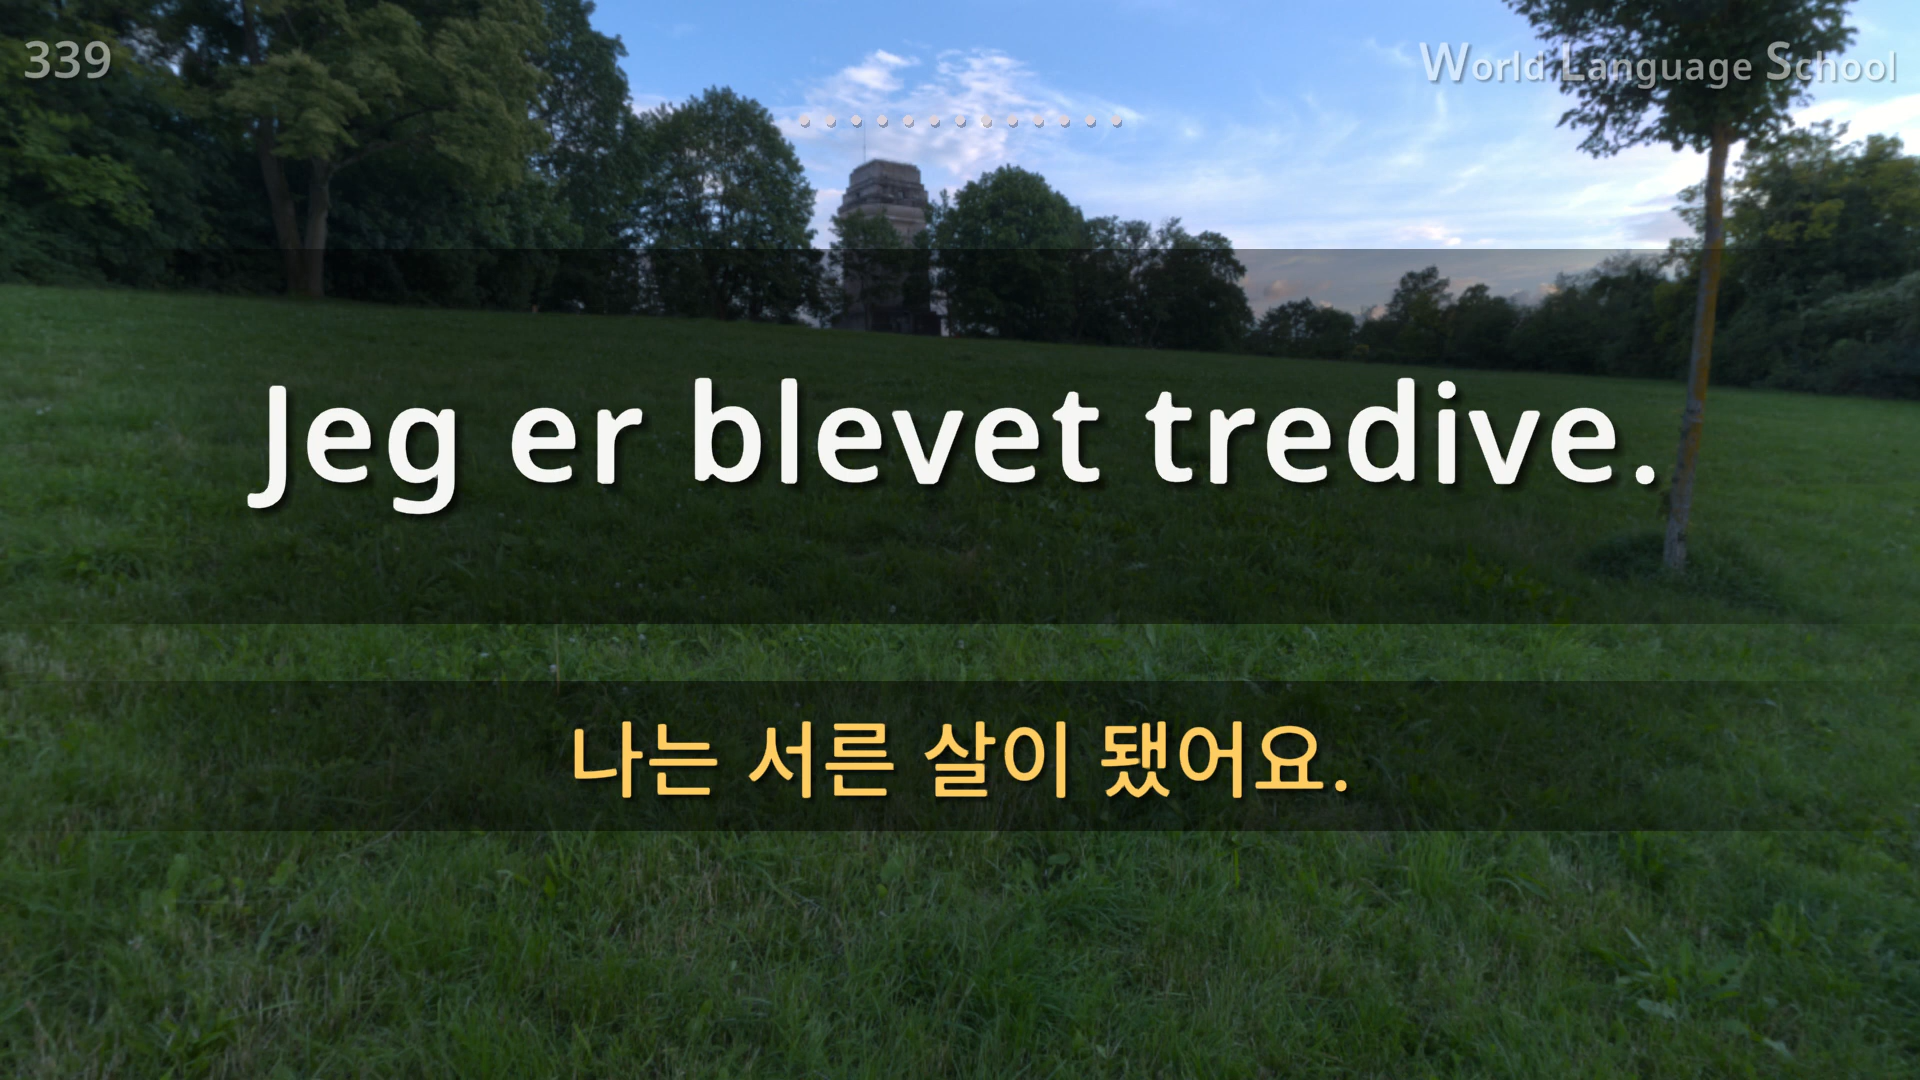 339
World Language School
Jeg er blevet tredive.
나는 서른 살이 됐어요.